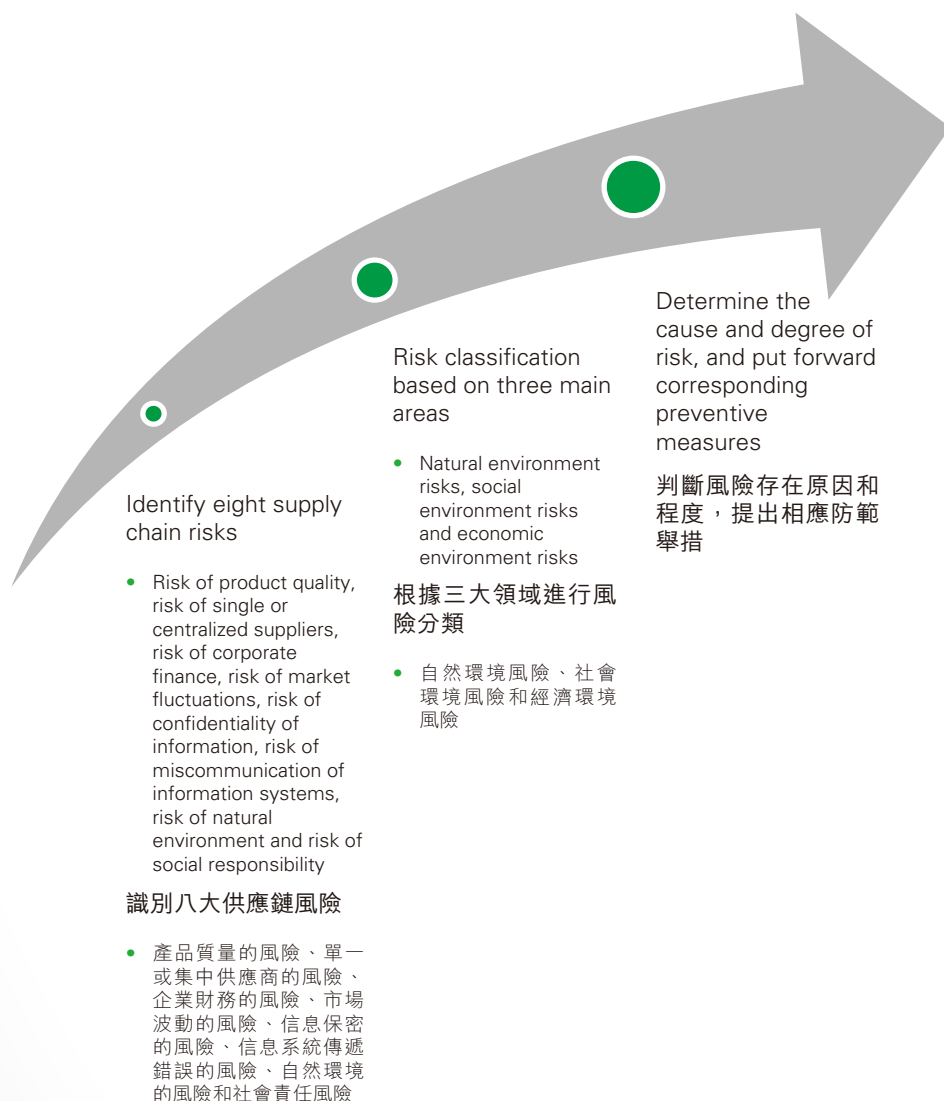 Identify eight supply
chain risks
• Risk of product quality,
risk of single or
centralized suppliers,
risk of corporate
finance, risk of market
fluctuations, risk of
confidentiality of
information, risk of
miscommunication of
information systems,
risk of natural
environment and risk of
social responsibility
識別八大供應鏈風險
• 產品質量的風險、單一
或集中供應商的風險、
企業財務的風險、市場
波動的風險、信息保密
的風險、信息系統傳遞
錯誤的風險、自然環境
的風險和社會責任風險
Risk classification
based on three main
areas
• Natural environment
risks, social
environment risks
and economic
environment risks
根據三大領域進行風
險分類
• 自然環境風險、社會
環境風險和經濟環境
風險
Determine the
cause and degree of
risk, and put forward
corresponding
preventive
measures
判斷風險存在原因和
程度，提出相應防範
舉措